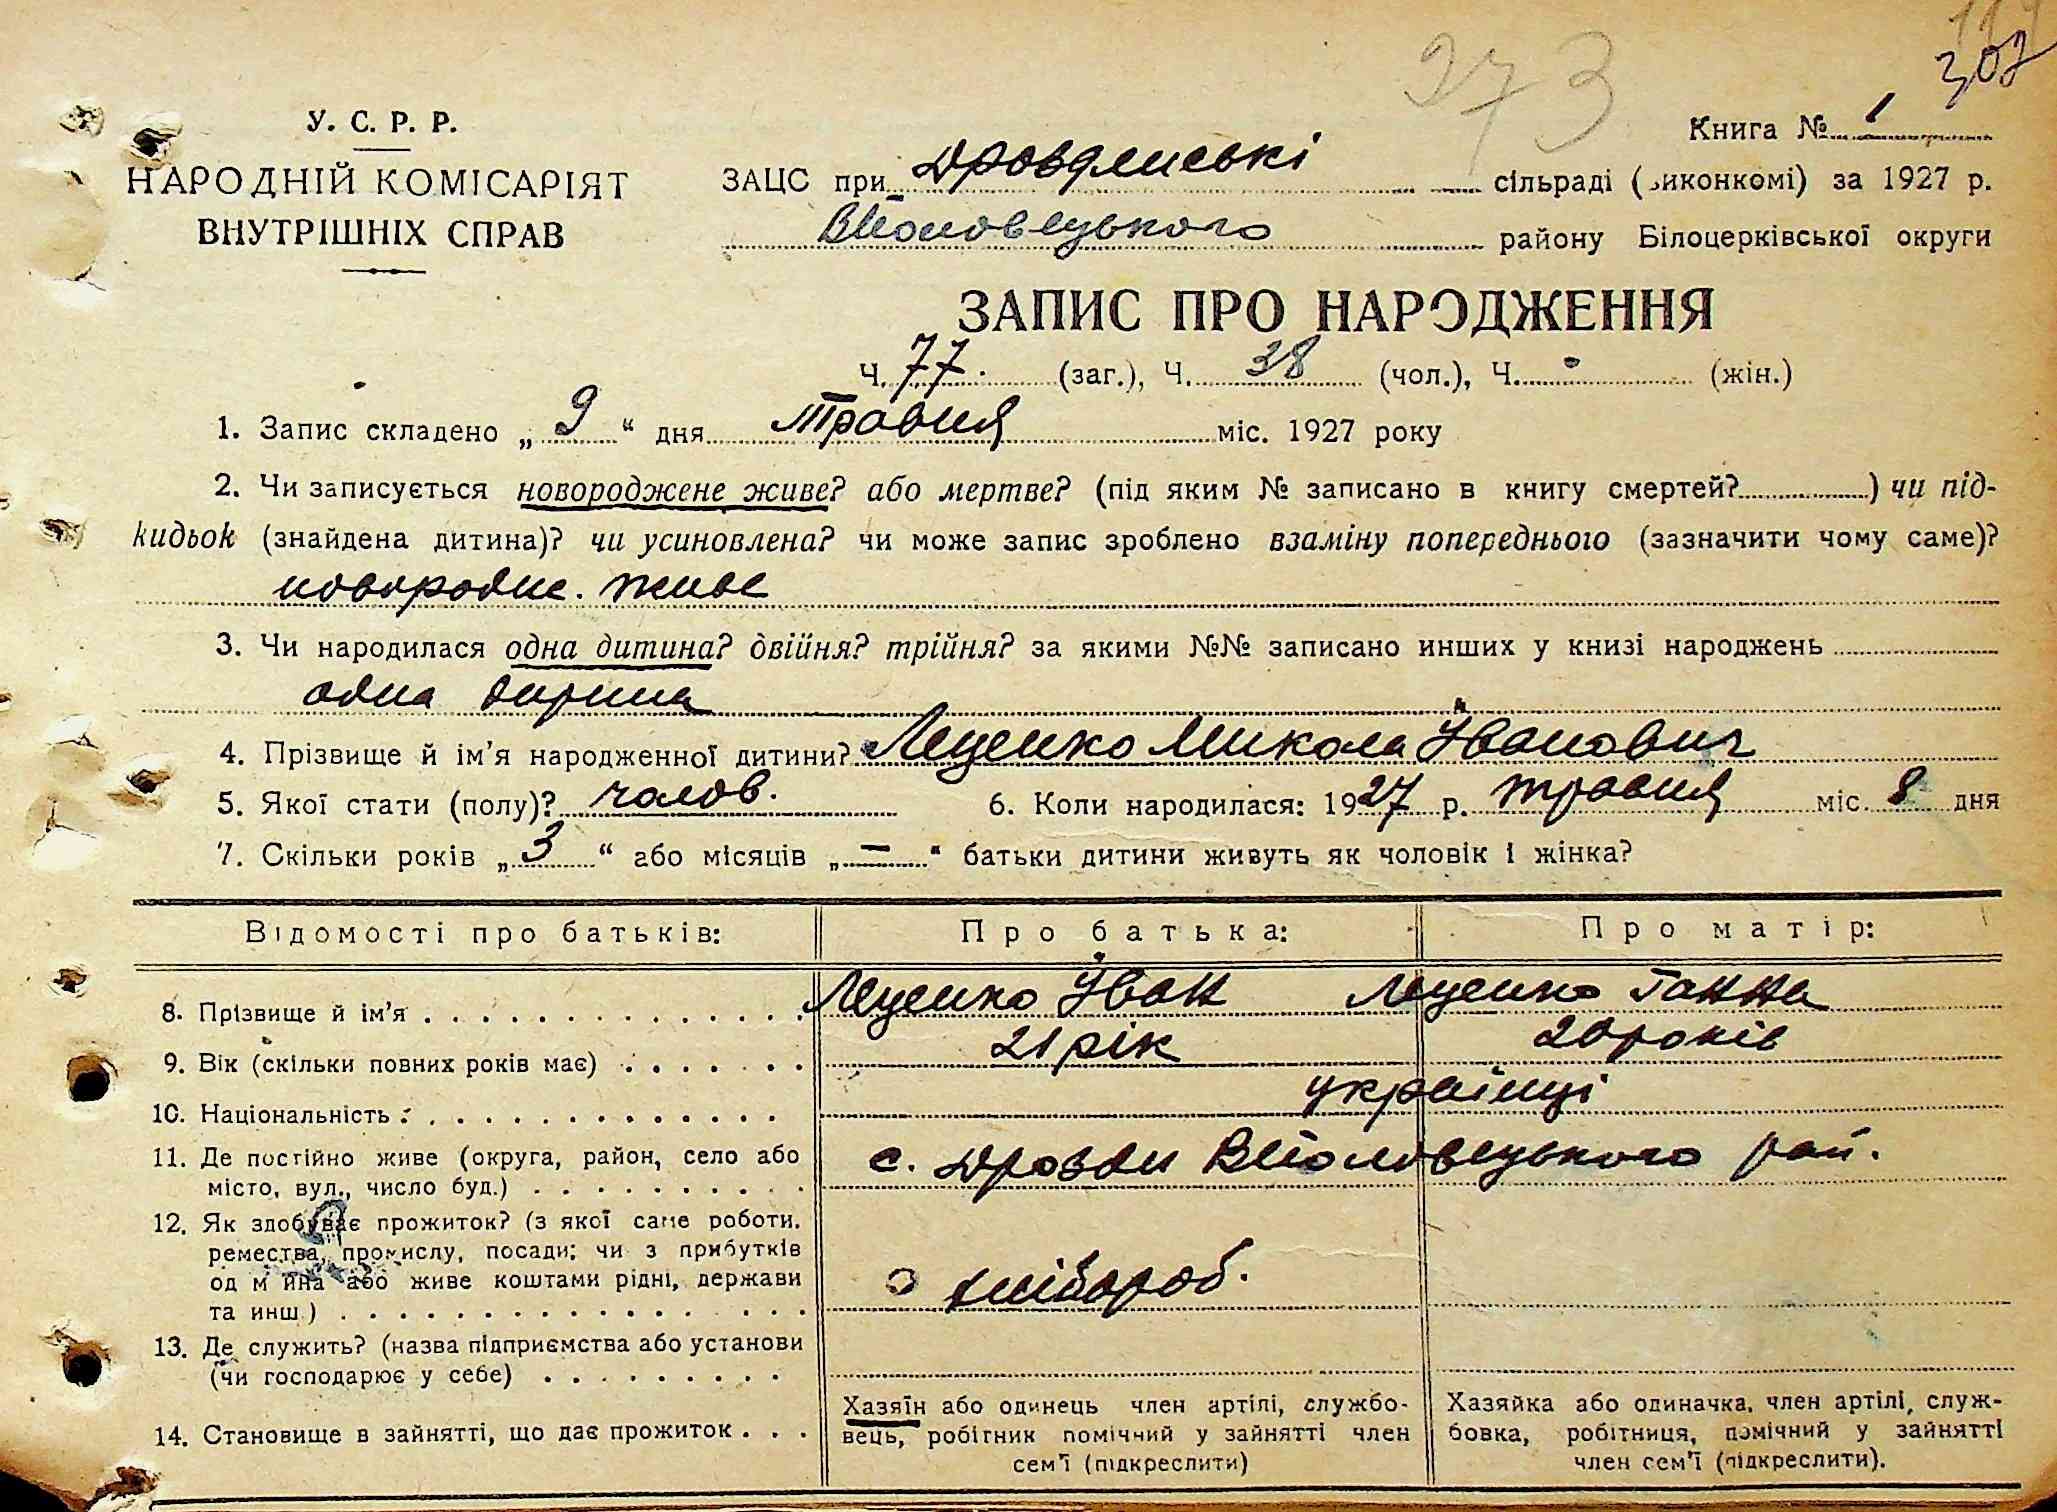 302
273
У. С. Р. Р.
Книга № 1
НАРОДНІЙ КОМІСАРІЯТ
ВНУТРІШНІХ СПРАВ
ЗАЦС при Дроздянські сільраді (виконкомі) за 1927 р.
району Білоцерківської округи
ЗАПИС ПРО НАРОДЖЕННЯ
Ч. 77. (заг.), Ч. 38 (чол.), Ч. - (жін.)
1. Запис складено „ 9 “ дня травня міс. 1927 року
2. Чи записується новороджене живе? або мертве? (під яким № записано в книгу смертей? ) чи під-
кидьок (знайдена дитина)? чи усиновлена? чи може запис зроблено взаміну попереднього (зазначити чому саме)?
новородже. живе
3. Чи народилася одна дитина? двійня? трійня? за якими №№ записано инших у книзі народжень
одна дитина
4. Прізвище й ім’я народженної дитини? Леценко Микола Іванович
5. Якої стати (полу)? чолов. 6. Коли народилася: 1927 р. травня міс. 8 дня
7. Скільки років „ 3 “ або місяців „ — “ батьки дитини живуть як чоловік і жінка?
Відомості про батьків: Про батька: Про матір:
8. Прізвище й ім’я Леценко Іван Леценко Ганна
9. Вік (скільки повних років має) 21 рік 20 років
10. Національність українці
11. Де постійно живе (округа, район, село або
місто, вул., число буд.) с. Дрозди рай.
12. Як здобуває прожиток? (з якої саме роботи,
ремества, промислу, посади; чи з прибутків
од майна або живе коштами рідні, держави
та инш.) хлібороб.
13. Де служить? (назва підприємства або установи
(чи господарює у себе)
14. Становище в зайнятті, що дає прожиток
Хазяїн або одинець член артілі, службо-
вець, робітник помічний у зайнятті член
сем’ї (підкреслити)
Хазяйка або одиначка, член артілі, служ-
бовка, робітниця, помічний у зайнятті
член сем’ї (підкреслити).